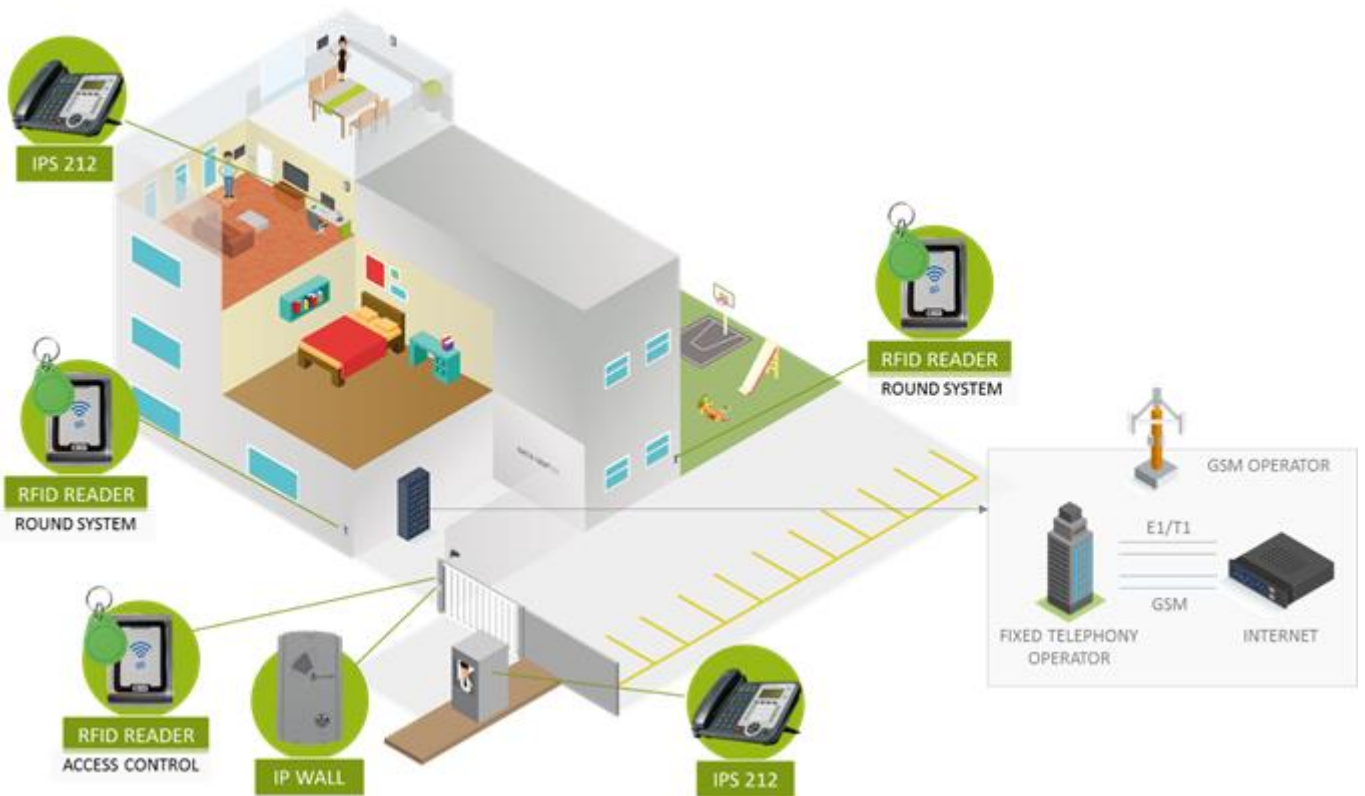 IPS 212
RFID READER
ROUND SYSTEM
RFID READER
ROUND SYSTEM
GSM OPERATOR
E1/T1
GSM
FIXED TELEPHONY
OPERATOR
INTERNET
RFID READER
ACCESS CONTROL
IP WALL
IPS 212